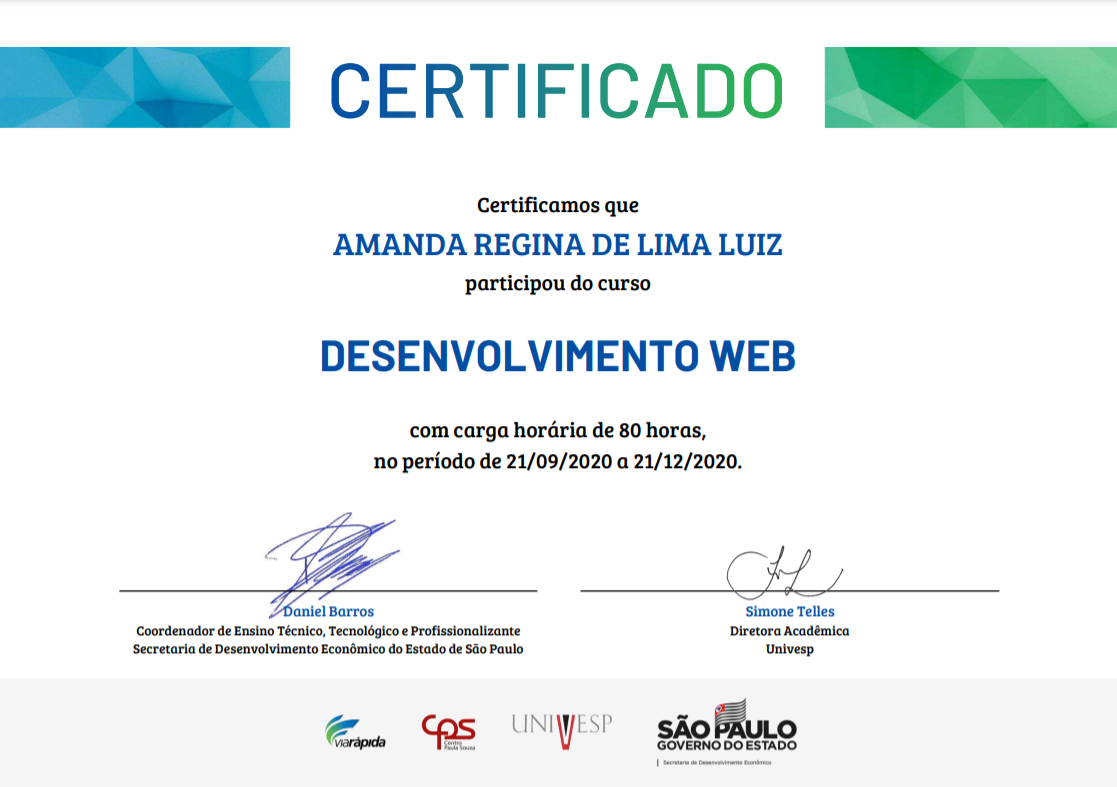 CERTIFICADO
Certificamos que
AMANDA REGINA DE LIMA LUIZ
participou do curso
DESENVOLVIMENTO WEB
com carga horária de 80 horas,
no período de 21/09/2020 a 21/12/2020.
Daniel Barros
Coordenador de Ensino Técnico, Tecnológico e Profissionalizante
Secretaria de Desenvolvimento Econômico do Estado de São Paulo
Simone Telles
Diretora Acadêmica
Univesp
viarápida
CPS
Centro
Paula Souza
UNIVESP
SÃO PAULO
GOVERNO DO ESTADO
Secretaria de Desenvolvimento Econômico